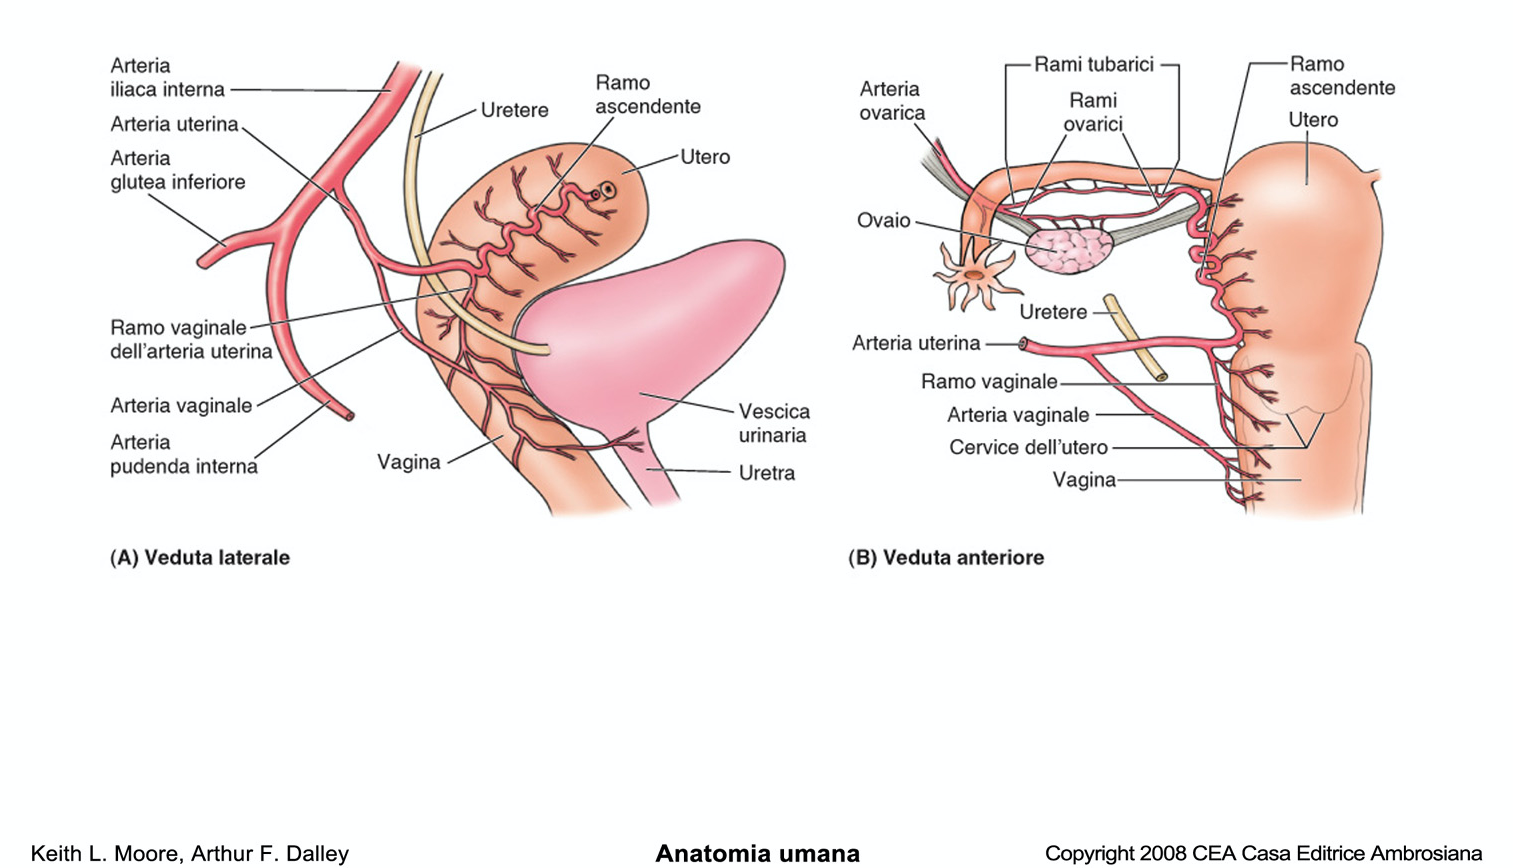 Arteria
iliaca interna
Arteria uterina
Arteria
glutea inferiore
Uretere
Ramo
ascendente
Utero
Ramo vaginale
dell'arteria uterina
Arteria vaginale
Arteria
pudenda interna
Vagina
Vescica
urinaria
Uretra
(A) Veduta laterale
Arteria
ovarica
Rami tubarici
Rami
ovarici
Ramo
ascendente
Utero
Ovaio
Uretere
Arteria uterina
Ramo vaginale
Arteria vaginale
Cervice dell'utero
Vagina
(B) Veduta anteriore
Keith L. Moore, Arthur F. Dalley
Anatomia umana
Copyright 2008 CEA Casa Editrice Ambrosiana